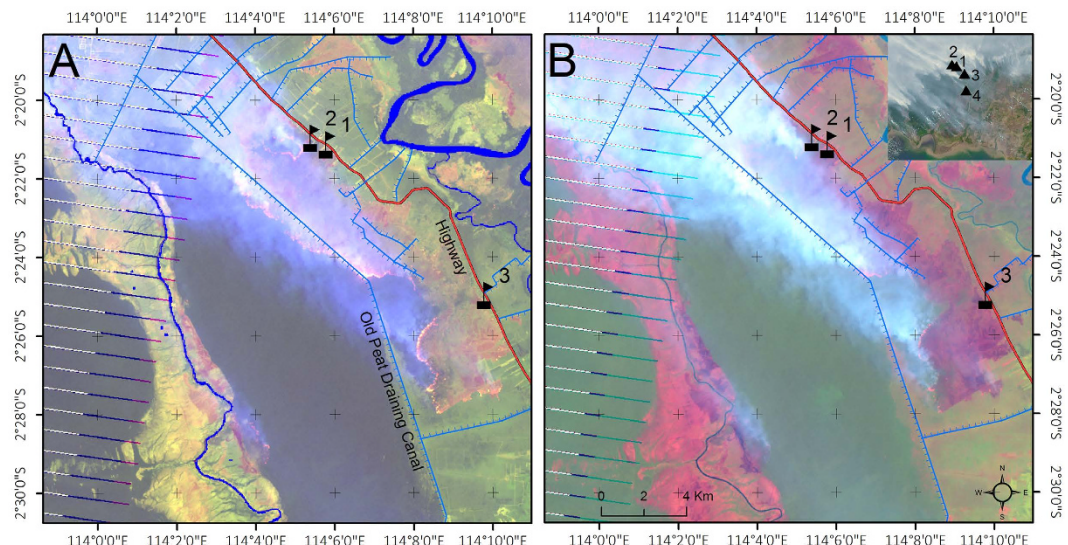 114°0'0"E 114°2'0"E 114°4'0"E 114°6'0"E 114°8'0"E 114°10'0"E
114°0'0"E 114°2'0"E 114°4'0"E 114°6'0"E 114°8'0"E 114°10'0"E
A
B
2°20'0"S
2°22'0"S
2°24'0"S
2°26'0"S
2°28'0"S
2°30'0"S
2 1
3
Highway
Old Peat Draining Canal
2 1
3
2
1
3
4
0 2 4 Km
N
W E
S
2°20'0"S
2°22'0"S
2°24'0"S
2°26'0"S
2°28'0"S
2°30'0"S
114°0'0"E 114°2'0"E 114°4'0"E 114°6'0"E 114°8'0"E 114°10'0"E
114°0'0"E 114°2'0"E 114°4'0"E 114°6'0"E 114°8'0"E 114°10'0"E